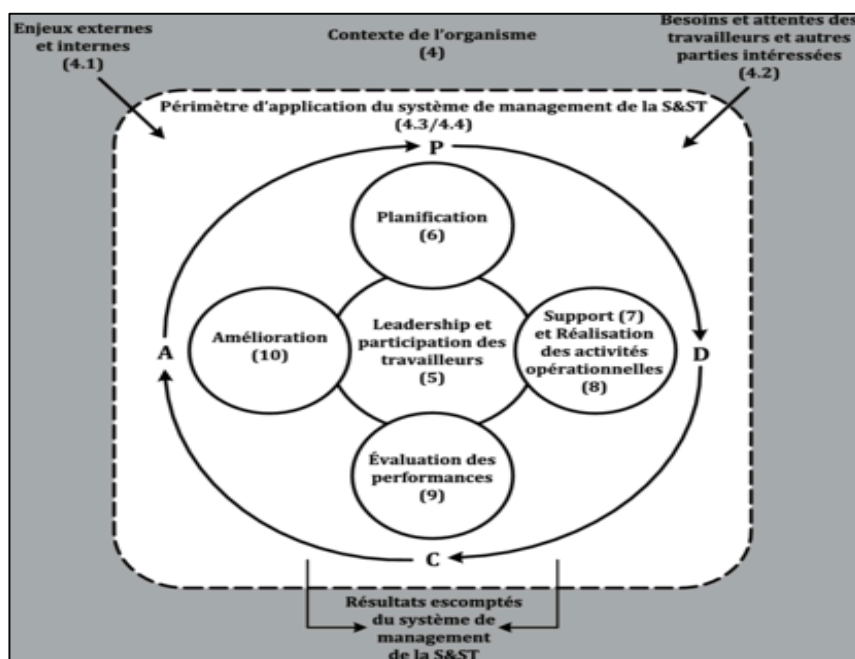 Enjeux externes
et internes
(4.1)
Contexte de l'organisme
(4)
Besoins et attentes des
travailleurs et autres
parties intéressées
(4.2)
Périmètre d'application du système de management de la S&ST
(4.3/4.4)
P
Planification
(6)
A
Amélioration
(10)
Leadership et
participation des
travailleurs
(5)
Support (7)
et Réalisation
des activités
opérationnelles
(8)
D
Évaluation des
performances
(9)
C
Résultats escomptés
du système de
management
de la S&ST